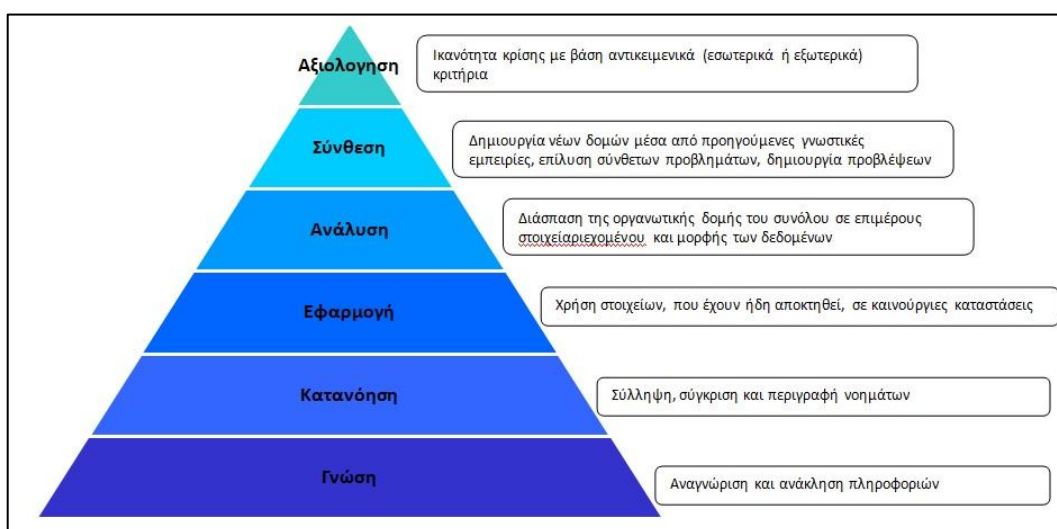 Αξιολογηση
Ικανότητα κρίσης με βάση αντικειμενικά (εσωτερικά ή εξωτερικά)
κριτήρια
Σύνθεση
Δημιουργία νέων δομών μέσα από προηγούμενες γνωστικές
εμπειρίες, επίλυση σύνθετων προβλημάτων, δημιουργία προβλέψεων
Ανάλυση
Διάσπαση της οργανωτικής δομής του συνόλου σε επιμέρους
στοιχείαριεχομένου και μορφής των δεδομένων
Εφαρμογή
Χρήση στοιχείων, που έχουν ήδη αποκτηθεί, σε καινούργιες καταστάσεις
Κατανόηση
Σύλληψη, σύγκριση και περιγραφή νοημάτων
Γνώση
Αναγνώριση και ανάκληση πληροφοριών